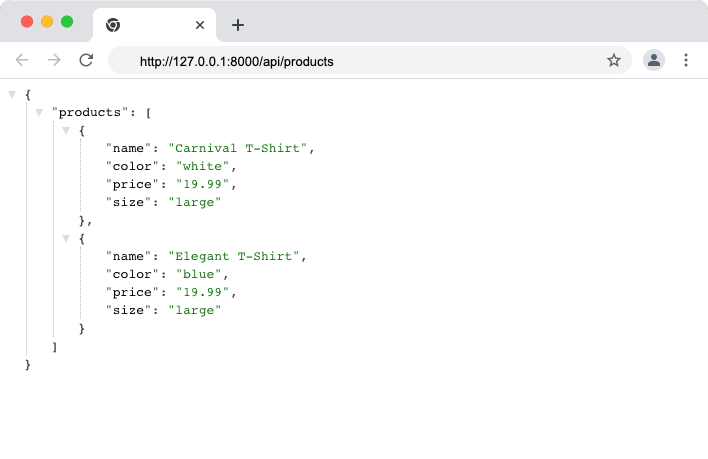 http://127.0.0.1:8000/api/products
{
"products": [
{
"name": "Carnival T-Shirt",
"color": "white",
"price": "19.99",
"size": "large"
},
{
"name": "Elegant T-Shirt",
"color": "blue",
"price": "19.99",
"size": "large"
}
]
}